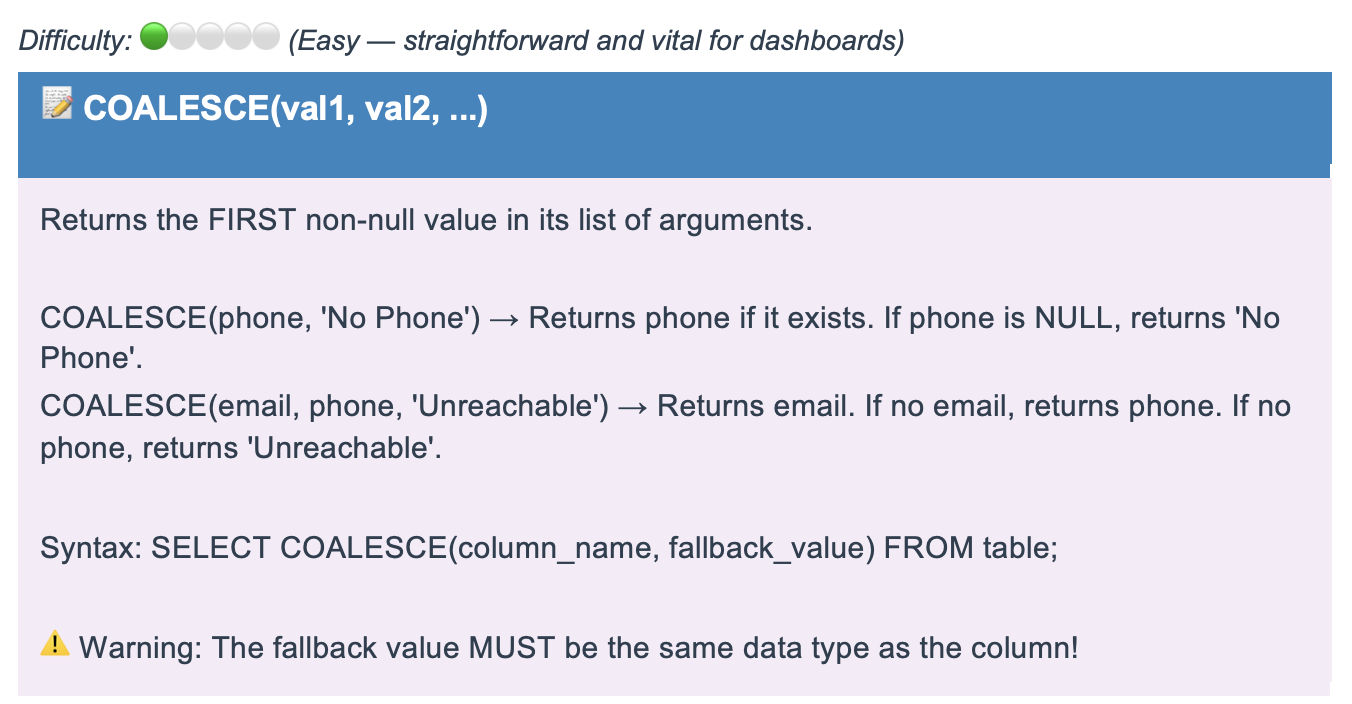 Difficulty: 🟢⚪⚪⚪⚪ (Easy — straightforward and vital for dashboards)
📝 COALESCE(val1, val2, ...)
Returns the FIRST non-null value in its list of arguments.
COALESCE(phone, 'No Phone') → Returns phone if it exists. If phone is NULL, returns 'No
Phone'.
COALESCE(email, phone, 'Unreachable') → Returns email. If no email, returns phone. If no
phone, returns 'Unreachable'.
Syntax: SELECT COALESCE(column_name, fallback_value) FROM table;
⚠️ Warning: The fallback value MUST be the same data type as the column!